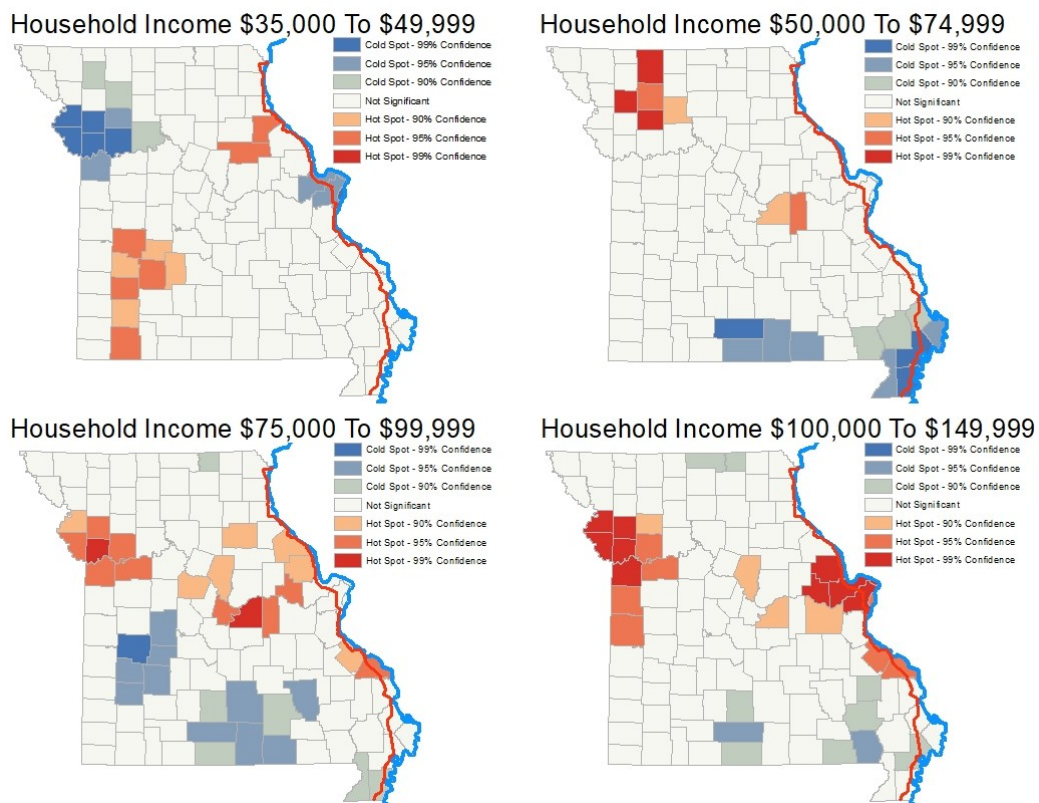 Household Income $35,000 To $49,999
Cold Spot - 99% Confidence
Cold Spot - 95% Confidence
Cold Spot - 90% Confidence
Not Significant
Hot Spot - 90% Confidence
Hot Spot - 95% Confidence
Hot Spot - 99% Confidence
Household Income $50,000 To $74,999
Cold Spot - 99% Confidence
Cold Spot - 95% Confidence
Cold Spot - 90% Confidence
Not Significant
Hot Spot - 90% Confidence
Hot Spot - 95% Confidence
Hot Spot - 99% Confidence
Household Income $75,000 To $99,999
Cold Spot - 99% Confidence
Cold Spot - 95% Confidence
Cold Spot - 90% Confidence
Not Significant
Hot Spot - 90% Confidence
Hot Spot - 95% Confidence
Hot Spot - 99% Confidence
Household Income $100,000 To $149,999
Cold Spot - 99% Confidence
Cold Spot - 95% Confidence
Cold Spot - 90% Confidence
Not Significant
Hot Spot - 90% Confidence
Hot Spot - 95% Confidence
Hot Spot - 99% Confidence